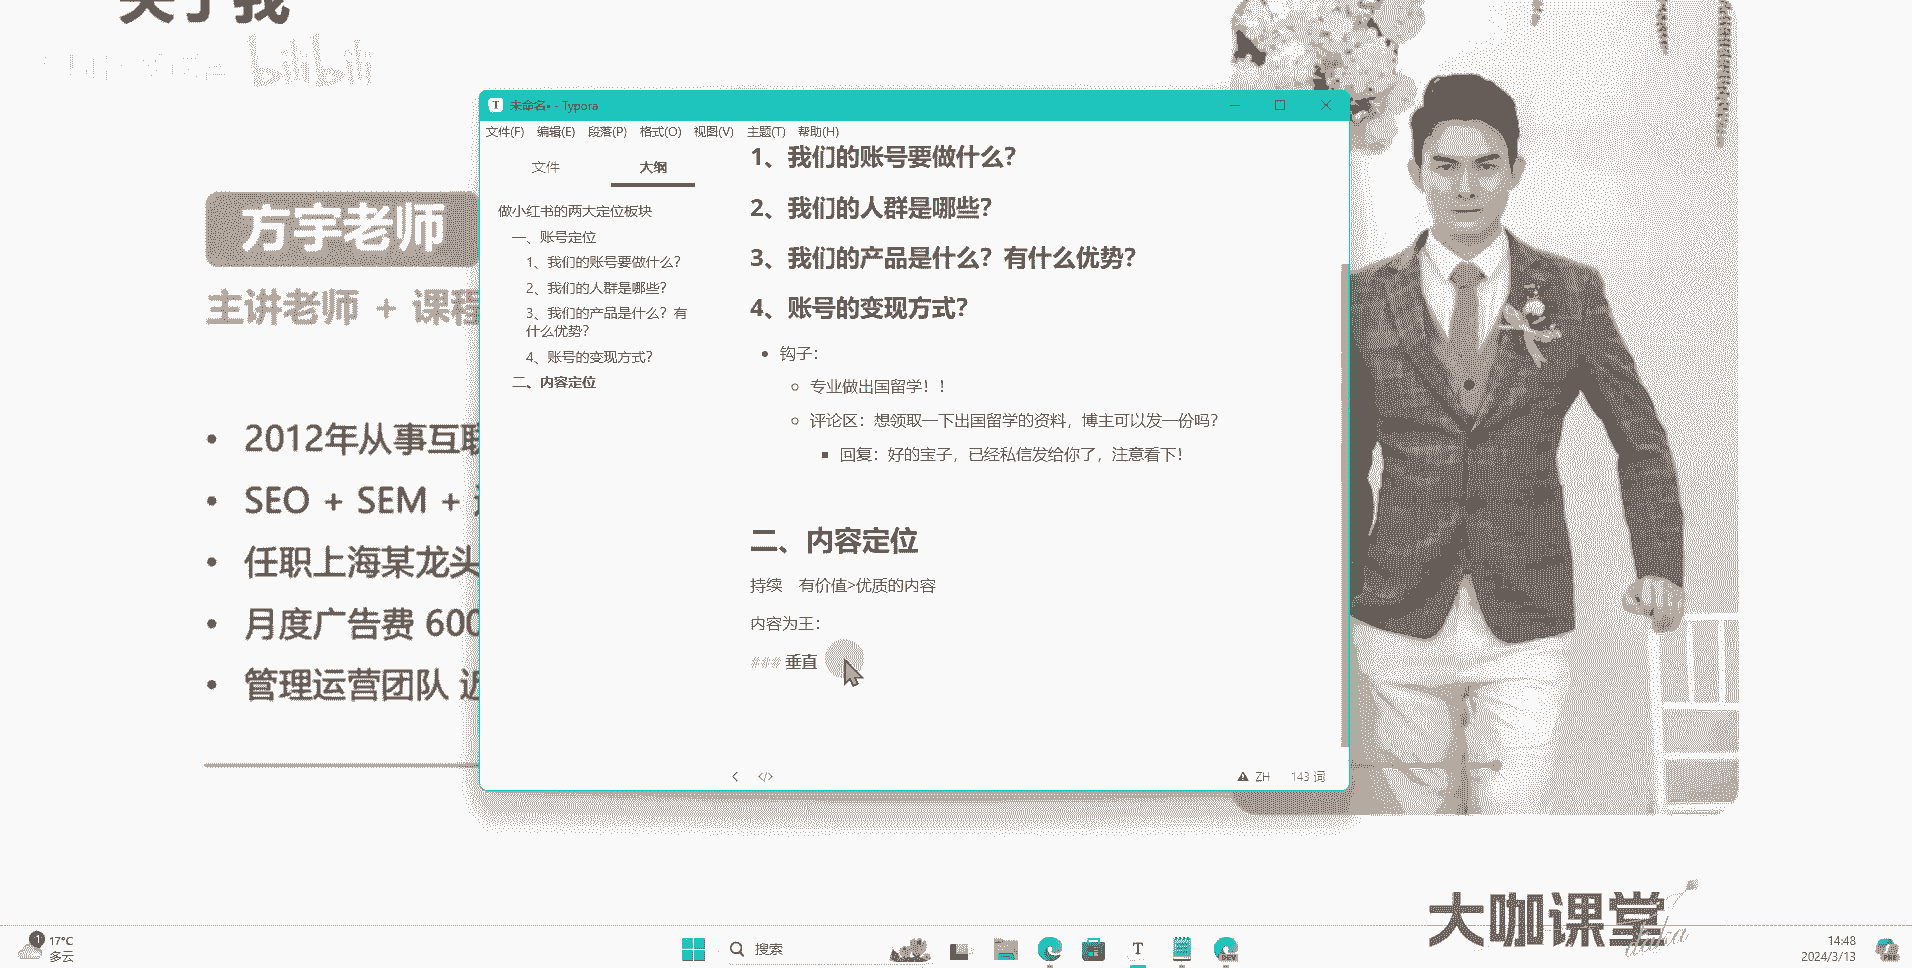 关于我
bilibili
方宇老师
主讲老师 + 课程
2012年从事互联
SEO + SEM +
任职上海某龙头
月度广告费 600
管理运营团队 近
T 未命名• - Typora
文件(F) 编辑(E) 段落(P) 格式(O) 视图(V) 主题(T) 帮助(H)
文件 大纲
做小红书的两大定位板块
一、账号定位
1、我们的账号要做什么？
2、我们的人群是哪些？
3、我们的产品是什么？有
什么优势？
4、账号的变现方式？
二、内容定位
1、我们的账号要做什么？
2、我们的人群是哪些？
3、我们的产品是什么？有什么优势？
4、账号的变现方式？
钩子：
专业做出国留学！！
评论区：想领取一下出国留学的资料，博主可以发一份吗？
回复：好的宝子，已经私信发给你了，注意看下！
二、内容定位
持续 有价值>优质的内容
内容为王：
### 垂直
</> ZH 143 词
大咖课堂
daka
1 17°C
多云
搜索
T
DEV
14:48
2024/3/13
PRE